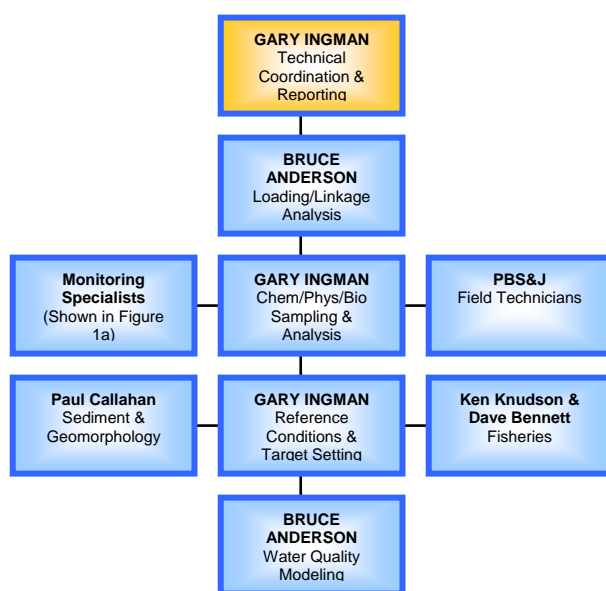 GARY INGMAN
Technical
Coordination &
Reporting
BRUCE
ANDERSON
Loading/Linkage
Analysis
Monitoring
Specialists
(Shown in Figure
1a)
GARY INGMAN
Chem/Phys/Bio
Sampling &
Analysis
PBS&J
Field Technicians
Paul Callahan
Sediment &
Geomorphology
GARY INGMAN
Reference
Conditions &
Target Setting
Ken Knudson &
Dave Bennett
Fisheries
BRUCE
ANDERSON
Water Quality
Modeling